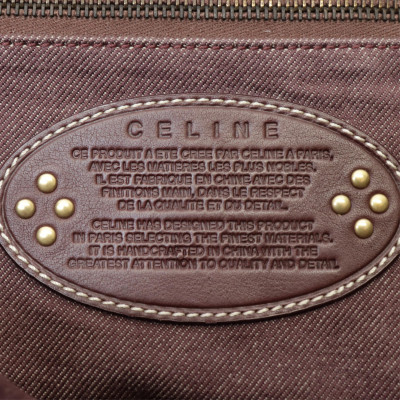 CELINE
CE PRODUIT A ETE CREE PAR CELINE A PARIS,
AVEC LES MATIERES LES PLUS NOBLES.
IL EST FABRIQUE EN CHINE AVEC DES
FINITIONS MAIN, DANS LE RESPECT
DE LA QUALITE ET DU DETAIL.
CELINE HAS DESIGNED THIS PRODUCT
IN PARIS SELECTING THE FINEST MATERIALS.
IT IS HANDCRAFTED IN CHINA WITH THE
GREATEST ATTENTION TO QUALITY AND DETAIL